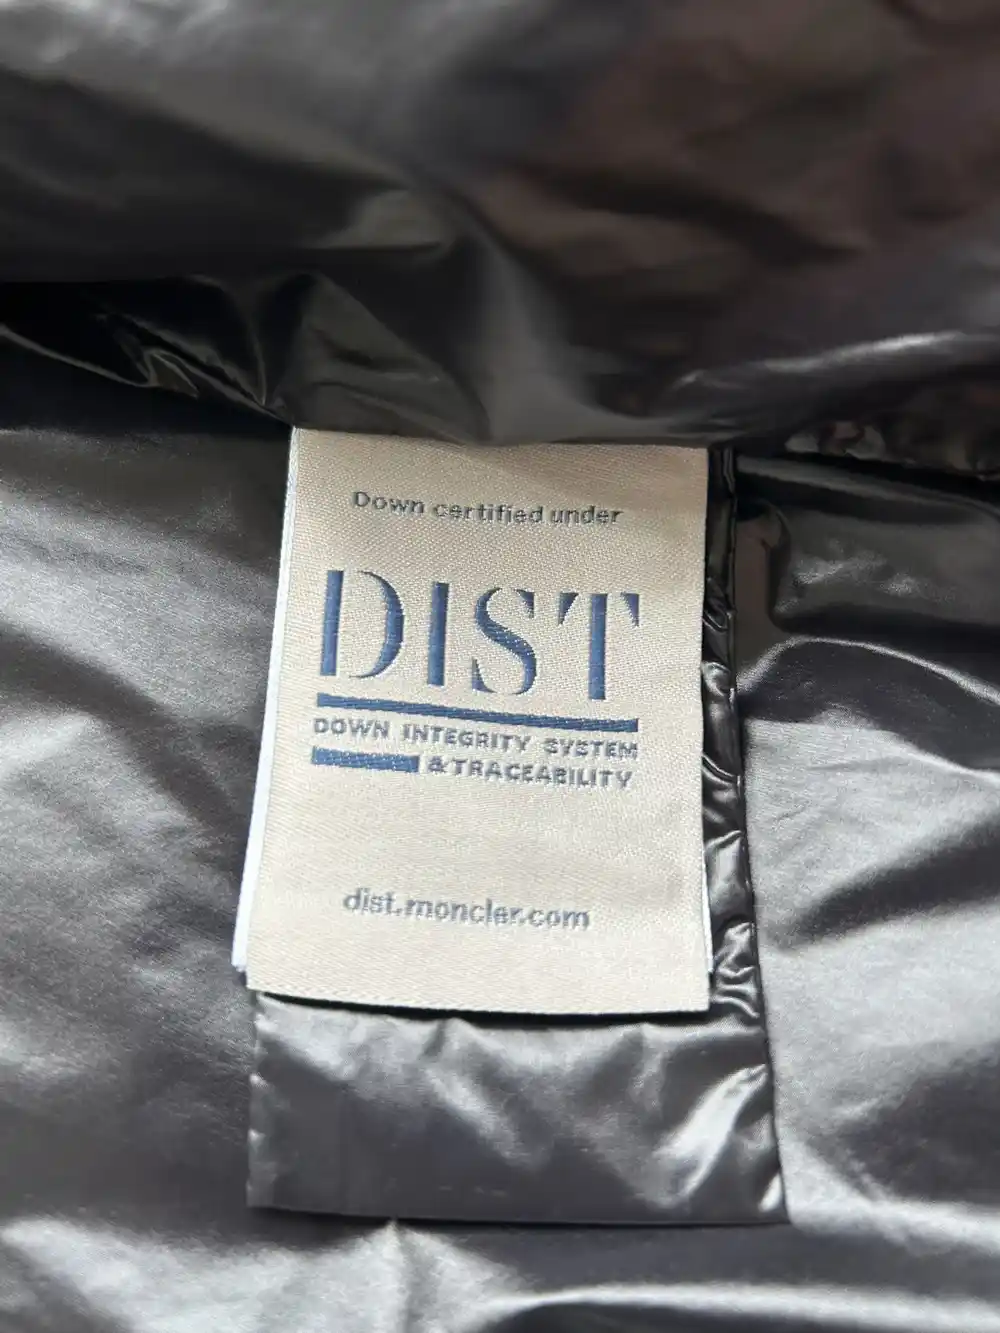 Down certified under
DIST
DOWN INTEGRITY SYSTEM
& TRACEABILITY
dist.moncler.com